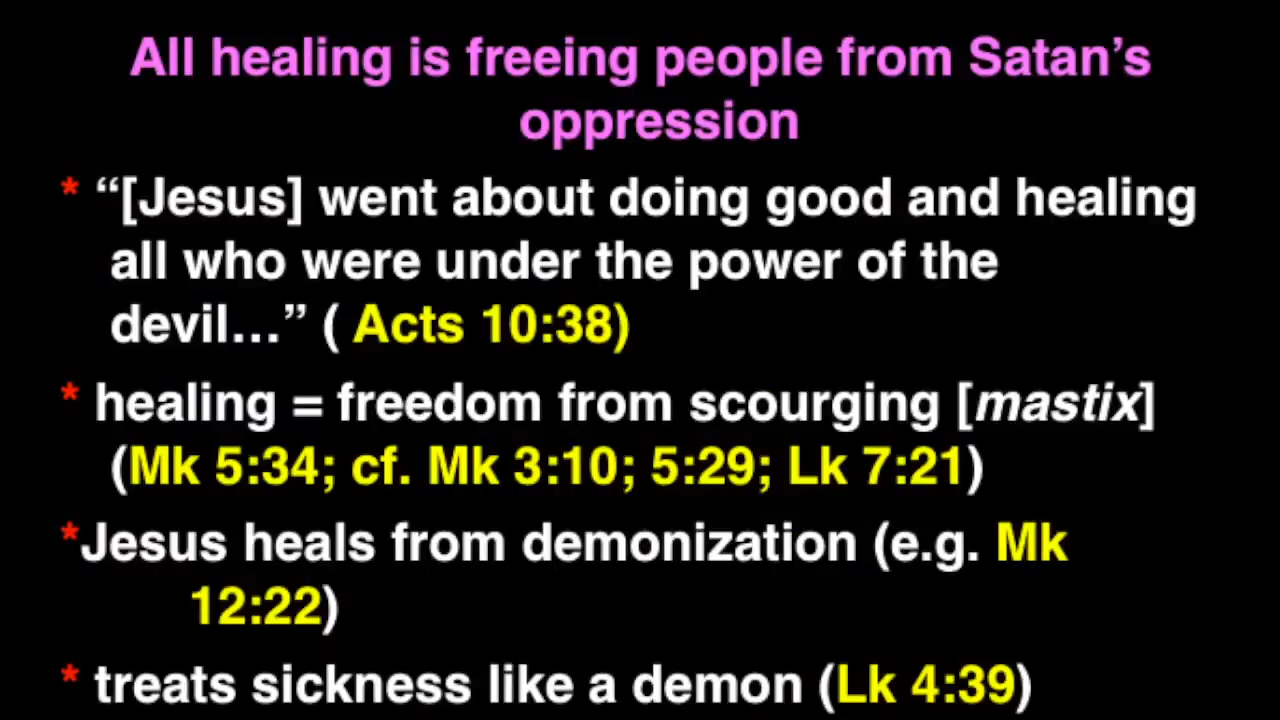 All healing is freeing people from Satan’s
oppression
* “[Jesus] went about doing good and healing
all who were under the power of the
devil…” ( Acts 10:38)
* healing = freedom from scourging [mastix]
(Mk 5:34; cf. Mk 3:10; 5:29; Lk 7:21)
*Jesus heals from demonization (e.g. Mk
12:22)
* treats sickness like a demon (Lk 4:39)